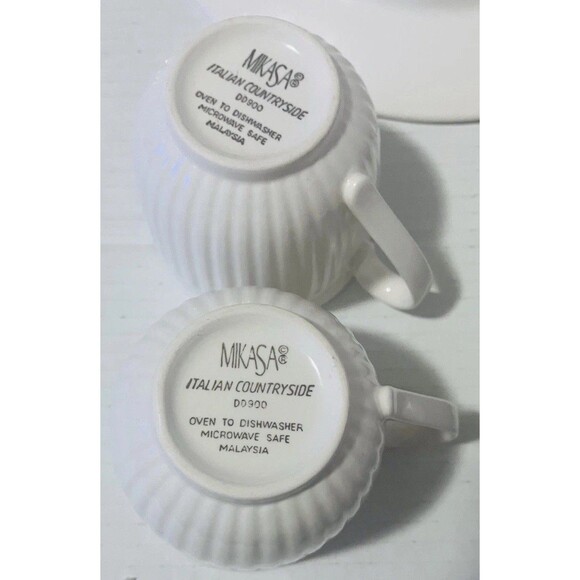 MIKASA©®
ITALIAN COUNTRYSIDE
DD900
OVEN TO DISHWASHER
MICROWAVE SAFE
MALAYSIA
MIKASA©®
ITALIAN COUNTRYSIDE
DD900
OVEN TO DISHWASHER
MICROWAVE SAFE
MALAYSIA